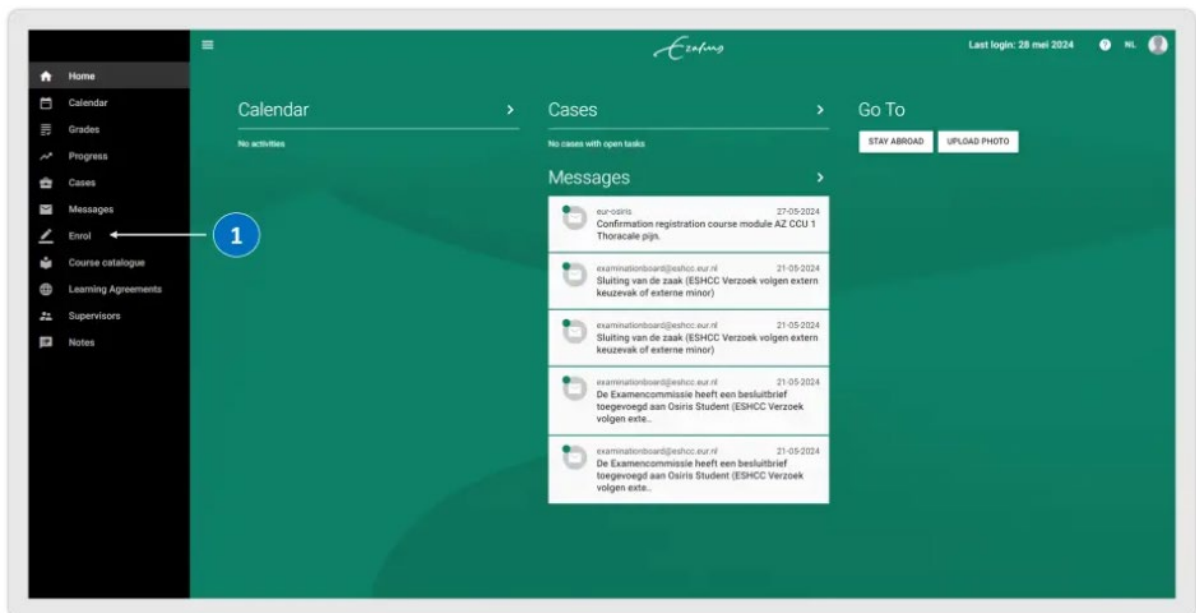 Erasmus
Last login: 28 mei 2024
NL
Home
Calendar
Grades
Progress
Cases
Messages
Enrol
Course catalogue
Learning Agreements
Supervisors
Notes
1
Calendar
No activities
Cases
No cases with open tasks
Messages
eur-osiris 27-05-2024
Confirmation registration course module AZ CCU 1
Thoracale pijn.
examinationboard@eshcc.eur.nl 21-05-2024
Sluiting van de zaak (ESHCC Verzoek volgen extern
keuzevak of externe minor)
examinationboard@eshcc.eur.nl 21-05-2024
Sluiting van de zaak (ESHCC Verzoek volgen extern
keuzevak of externe minor)
examinationboard@eshcc.eur.nl 21-05-2024
De Examencommissie heeft een besluitbrief
toegevoegd aan Osiris Student (ESHCC Verzoek
volgen exte..
examinationboard@eshcc.eur.nl 21-05-2024
De Examencommissie heeft een besluitbrief
toegevoegd aan Osiris Student (ESHCC Verzoek
volgen exte..
Go To
STAY ABROAD UPLOAD PHOTO